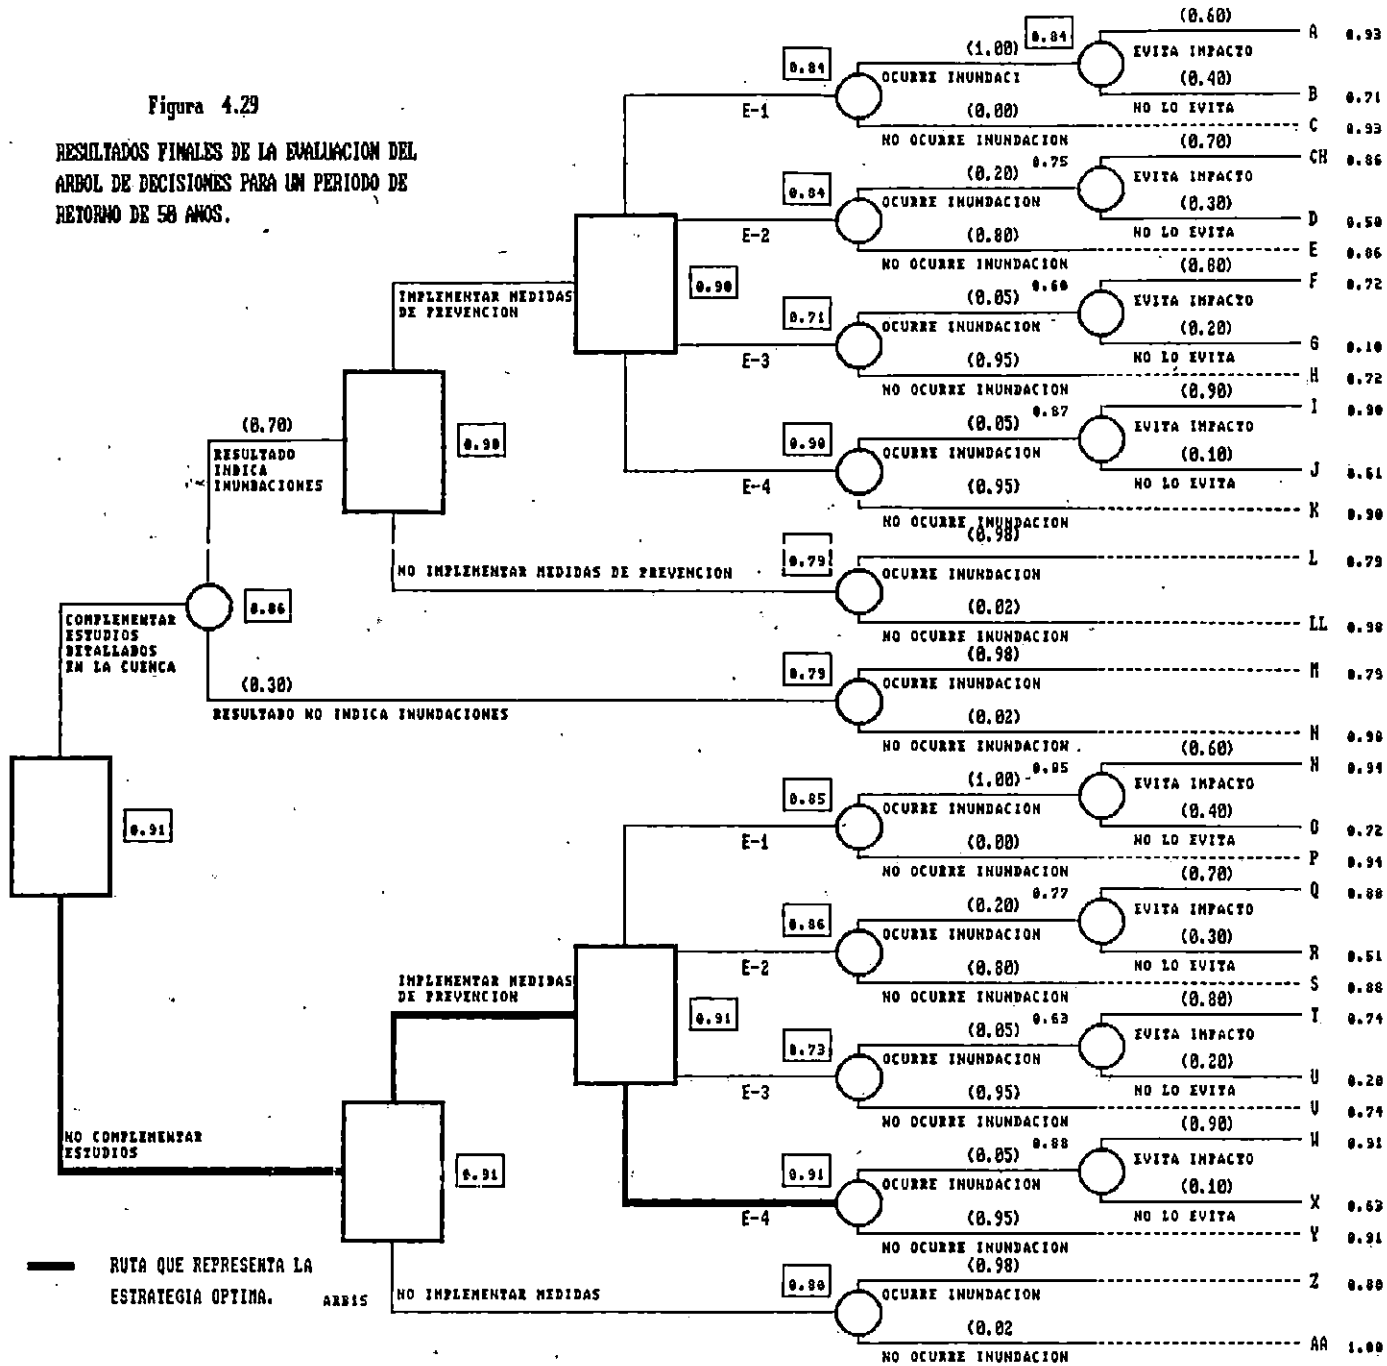 Figura 4.29
RESULTADOS FINALES DE LA EVALUACION DEL
ARBOL DE DECISIONES PARA UN PERIODO DE
RETORNO DE 50 ANOS.
COMPLEMENTAR
ESTUDIOS
DETALLADOS
EN LA CUENCA
0.91
NO COMPLEMENTAR
ESTUDIOS
0.86
(0.70)
RESULTADO
INDICA
INUNDACIONES
(0.30)
RESULTADO NO INDICA INUNDACIONES
0.90
IMPLEMENTAR MEDIDAS
DE PREVENCION
NO IMPLEMENTAR MEDIDAS DE PREVENCION
0.90
E-1
0.84
(1.00)
OCURRE INUNDACI
0.84
(0.60)
EVITA IMPACTO
A 0.93
(0.40)
NO LO EVITA
B 0.71
(0.00)
NO OCURRE INUNDACION
C 0.93
E-2
0.84
(0.20)
OCURRE INUNDACION
0.75
(0.70)
EVITA IMPACTO
CH 0.86
(0.30)
NO LO EVITA
D 0.50
(0.80)
NO OCURRE INUNDACION
E 0.86
E-3
0.71
(0.05)
OCURRE INUNDACION
0.60
(0.80)
EVITA IMPACTO
F 0.72
(0.20)
NO LO EVITA
G 0.10
(0.95)
NO OCURRE INUNDACION
H 0.72
E-4
0.90
(0.05)
OCURRE INUNDACION
0.87
(0.90)
EVITA IMPACTO
I 0.90
(0.10)
NO LO EVITA
J 0.61
(0.95)
NO OCURRE INUNDACION
K 0.90
0.79
(0.98)
OCURRE INUNDACION
L 0.79
(0.02)
NO OCURRE INUNDACION
LL 0.98
0.79
(0.98)
OCURRE INUNDACION
M 0.79
(0.02)
NO OCURRE INUNDACION
N 0.98
0.91
IMPLEMENTAR MEDIDAS
DE PREVENCION
0.91
E-1
0.85
(1.00)
OCURRE INUNDACION
0.85
(0.60)
EVITA IMPACTO
N 0.94
(0.40)
NO LO EVITA
O 0.72
(0.00)
NO OCURRE INUNDACION
P 0.94
E-2
0.86
(0.20)
OCURRE INUNDACION
0.77
(0.70)
EVITA IMPACTO
Q 0.88
(0.30)
NO LO EVITA
R 0.51
(0.80)
NO OCURRE INUNDACION
S 0.88
E-3
0.73
(0.05)
OCURRE INUNDACION
0.63
(0.80)
EVITA IMPACTO
T 0.74
(0.20)
NO LO EVITA
U 0.20
(0.95)
NO OCURRE INUNDACION
V 0.74
E-4
0.91
(0.05)
OCURRE INUNDACION
0.88
(0.90)
EVITA IMPACTO
W 0.91
(0.10)
NO LO EVITA
X 0.63
(0.95)
NO OCURRE INUNDACION
Y 0.91
NO IMPLEMENTAR MEDIDAS
0.80
(0.98)
OCURRE INUNDACION
Z 0.80
(0.02
NO OCURRE INUNDACION
AA 1.00
RUTA QUE REPRESENTA LA
ESTRATEGIA OPTIMA.
ARBIS